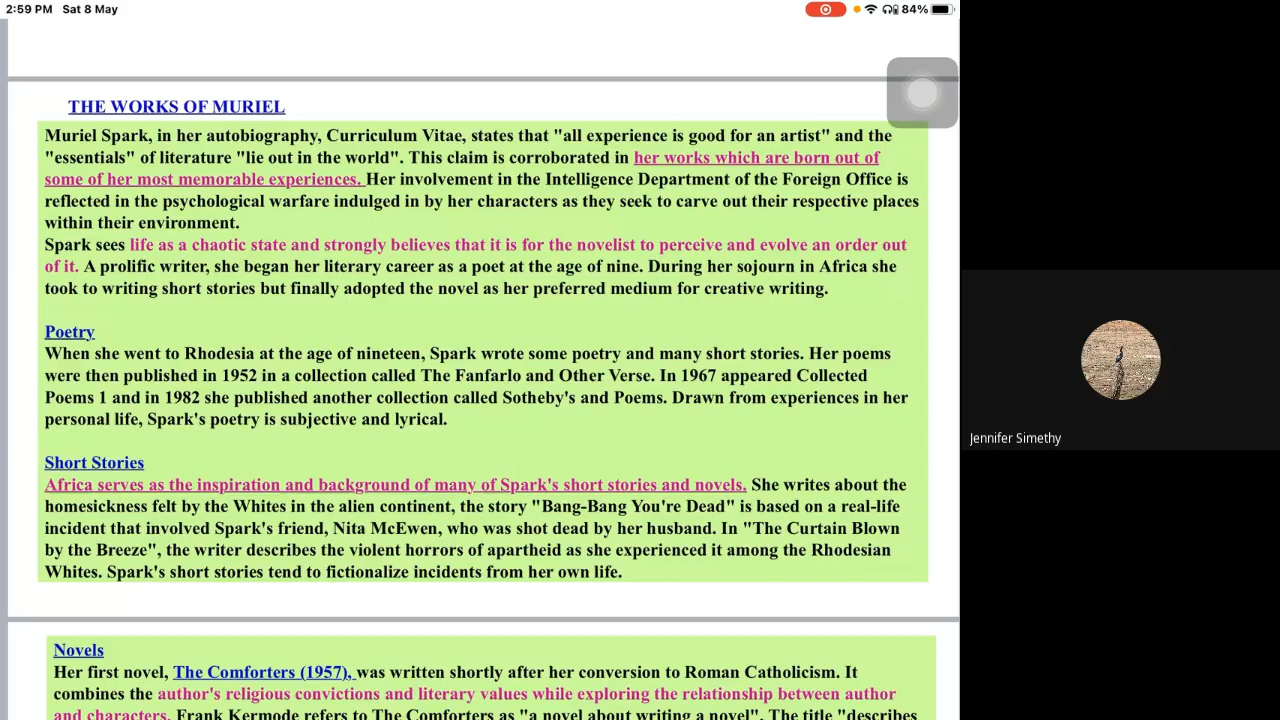 2:59 PM Sat 8 May
84%
THE WORKS OF MURIEL
Muriel Spark, in her autobiography, Curriculum Vitae, states that "all experience is good for an artist" and the
"essentials" of literature "lie out in the world". This claim is corroborated in her works which are born out of
some of her most memorable experiences. Her involvement in the Intelligence Department of the Foreign Office is
reflected in the psychological warfare indulged in by her characters as they seek to carve out their respective places
within their environment.
Spark sees life as a chaotic state and strongly believes that it is for the novelist to perceive and evolve an order out
of it. A prolific writer, she began her literary career as a poet at the age of nine. During her sojourn in Africa she
took to writing short stories but finally adopted the novel as her preferred medium for creative writing.
Poetry
When she went to Rhodesia at the age of nineteen, Spark wrote some poetry and many short stories. Her poems
were then published in 1952 in a collection called The Fanfarlo and Other Verse. In 1967 appeared Collected
Poems 1 and in 1982 she published another collection called Sotheby's and Poems. Drawn from experiences in her
personal life, Spark's poetry is subjective and lyrical.
Short Stories
Africa serves as the inspiration and background of many of Spark's short stories and novels. She writes about the
homesickness felt by the Whites in the alien continent, the story "Bang-Bang You're Dead" is based on a real-life
incident that involved Spark's friend, Nita McEwen, who was shot dead by her husband. In "The Curtain Blown
by the Breeze", the writer describes the violent horrors of apartheid as she experienced it among the Rhodesian
Whites. Spark's short stories tend to fictionalize incidents from her own life.
Novels
Her first novel, The Comforters (1957), was written shortly after her conversion to Roman Catholicism. It
combines the author's religious convictions and literary values while exploring the relationship between author
and characters. Frank Kermode refers to The Comforters as "a novel about writing a novel". The title "describes
Jennifer Simethy